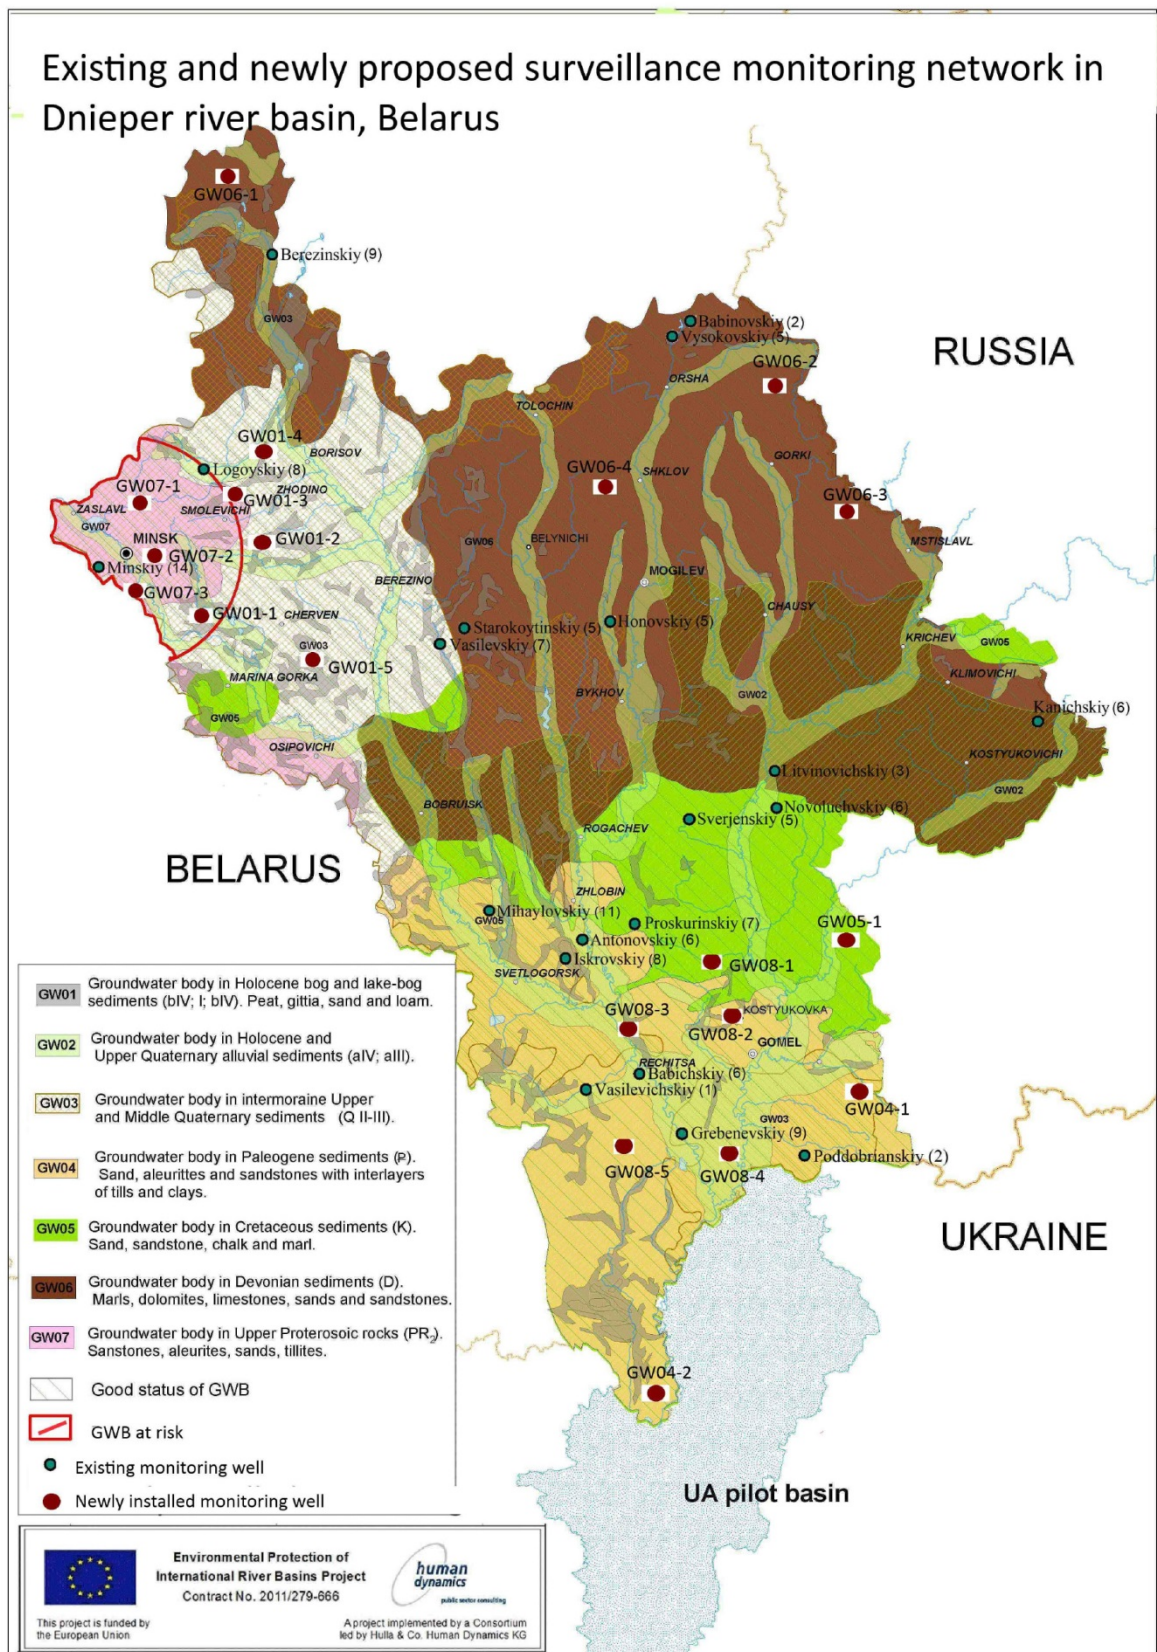 Existing and newly proposed surveillance monitoring network in
Dnieper river basin, Belarus
GW06-1
Berezinskiy (9)
GW03
Babinovskiy (2)
Vysokovskiy (5)
RUSSIA
GW06-2
ORSHA
TOLOCHIN
GW01-4
BORISOV
Logoyskiy (8)
GORKI
GW06-4
SHKLOV
GW07-1
ZHODINO
GW01-3
ZASLAVL
SMOLEVICHI
GW06-3
GW07
MINSK
GW01-2
GW06
BELYNICHI
MSTISLAVL
GW07-2
Minskiy (14)
BEREZINO
MOGILEV
GW07-3
GW01-1
CHERVEN
CHAUSY
Starokoytinskiy (5)
Honovskiy (5)
Vasilevskiy (7)
KRICHEV
GW05
GW03
GW01-5
MARINA GORKA
KLIMOVICHI
BYKHOV
GW02
Kanichskiy (6)
GW05
OSIPOVICHI
KOSTYUKOVICHI
Litvinovichskiy (3)
GW02
BOBRUISK
Novoluchvskiy (6)
Sverjenskiy (5)
ROGACHEV
BELARUS
ZHLOBIN
Mihaylovskiy (11)
GW05
Proskurinskiy (7)
GW05-1
Antonovskiy (6)
Iskrovskiy (8)
GW08-1
SVETLOGORSK
GW08-3
KOSTYUKOVKA
GW08-2
GOMEL
RECHITSA
Babichskiy (6)
Vasilevichskiy (1)
GW04-1
GW03
Grebenevskiy (9)
GW08-5
GW08-4
Poddobrianskiy (2)
UKRAINE
GW04-2
UA pilot basin
GW01
Groundwater body in Holocene bog and lake-bog
sediments (bIV; l; bIV). Peat, gittia, sand and loam.
GW02
Groundwater body in Holocene and
Upper Quaternary alluvial sediments (aIV; aIII).
GW03
Groundwater body in intermoraine Upper
and Middle Quaternary sediments (Q II-III).
GW04
Groundwater body in Paleogene sediments (₽).
Sand, aleurittes and sandstones with interlayers
of tills and clays.
GW05
Groundwater body in Cretaceous sediments (K).
Sand, sandstone, chalk and marl.
GW06
Groundwater body in Devonian sediments (D).
Marls, dolomites, limestones, sands and sandstones.
GW07
Groundwater body in Upper Proterosoic rocks (PR₂).
Sanstones, aleurites, sands, tillites.
Good status of GWB
GWB at risk
Existing monitoring well
Newly installed monitoring well
Environmental Protection of
International River Basins Project
Contract No. 2011/279-666
human
dynamics
public sector consulting
This project is funded by
the European Union
A project implemented by a Consortium
led by Hulla & Co. Human Dynamics KG